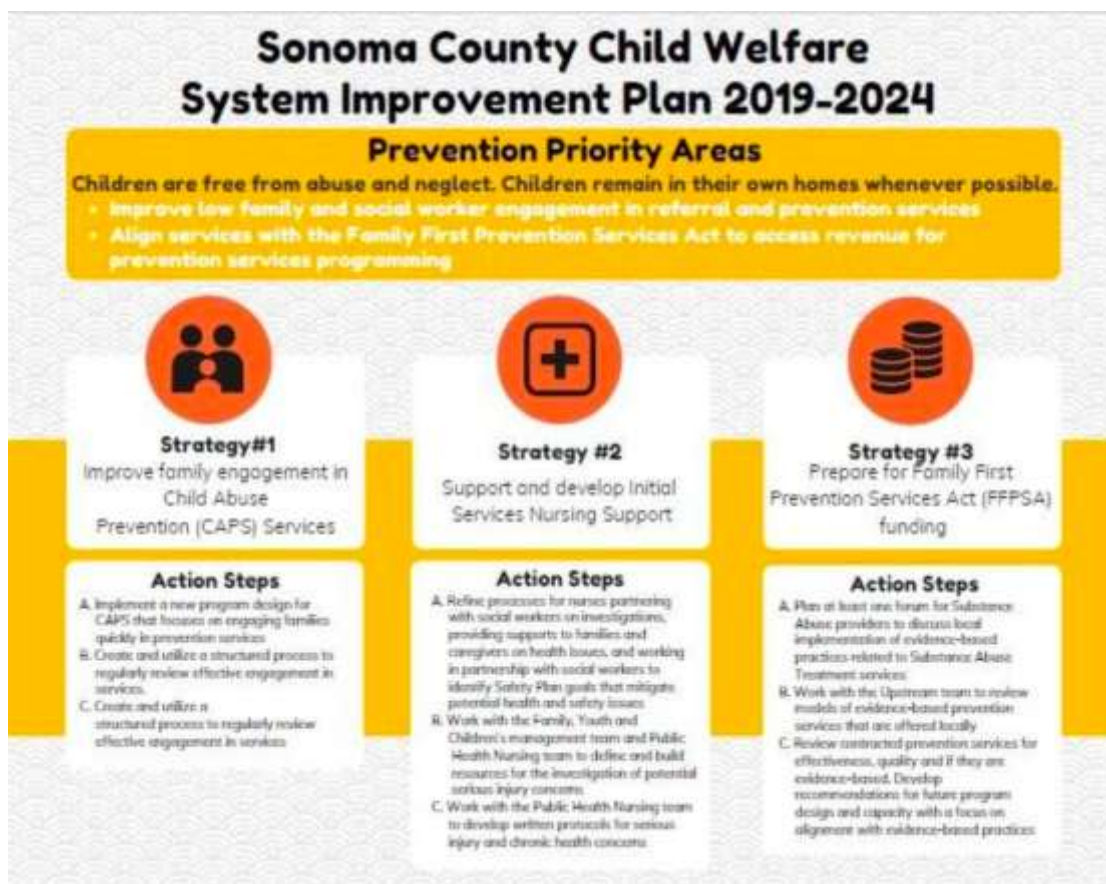 Sonoma County Child Welfare
System Improvement Plan 2019-2024
Prevention Priority Areas
Children are free from abuse and neglect. Children remain in their own homes whenever possible.
• Improve low family and social worker engagement in referral and prevention services
• Align services with the Family First Prevention Services Act to access revenue for
prevention services programming
Strategy#1
Improve family engagement in
Child Abuse
Prevention (CAPS) Services
Action Steps
A. Implement a new program design for
CAPS that focuses on engaging families
quickly in prevention services
B. Create and utilize a structured process to
regularly review effective engagement in
services.
C. Create and utilize a
structured process to regularly review
effective engagement in services
Strategy #2
Support and develop Initial
Services Nursing Support
Action Steps
A. Refine processes for nurses partnering
with social workers on investigations,
providing supports to families and
caregivers on health issues, and working
in partnership with social workers to
identify Safety Plan goals that mitigate
potential health and safety issues
B. Work with the Family, Youth and
Children's management team and Public
Health Nursing team to define and build
resources for the investigation of potential
serious injury concerns
C. Work with the Public Health Nursing team
to develop written protocols for serious
injury and chronic health concerns
Strategy #3
Prepare for Family First
Prevention Services Act (FFPSA)
funding
Action Steps
A. Plan at least one forum for Substance
Abuse providers to discuss local
implementation of evidence-based
practices related to Substance Abuse
Treatment services
B. Work with the Upstream team to review
models of evidence-based prevention
services that are offered locally
C. Review contracted prevention services for
effectiveness, quality and if they are
evidence-based. Develop
recommendations for future program
design and capacity with a focus on
alignment with evidence-based practices